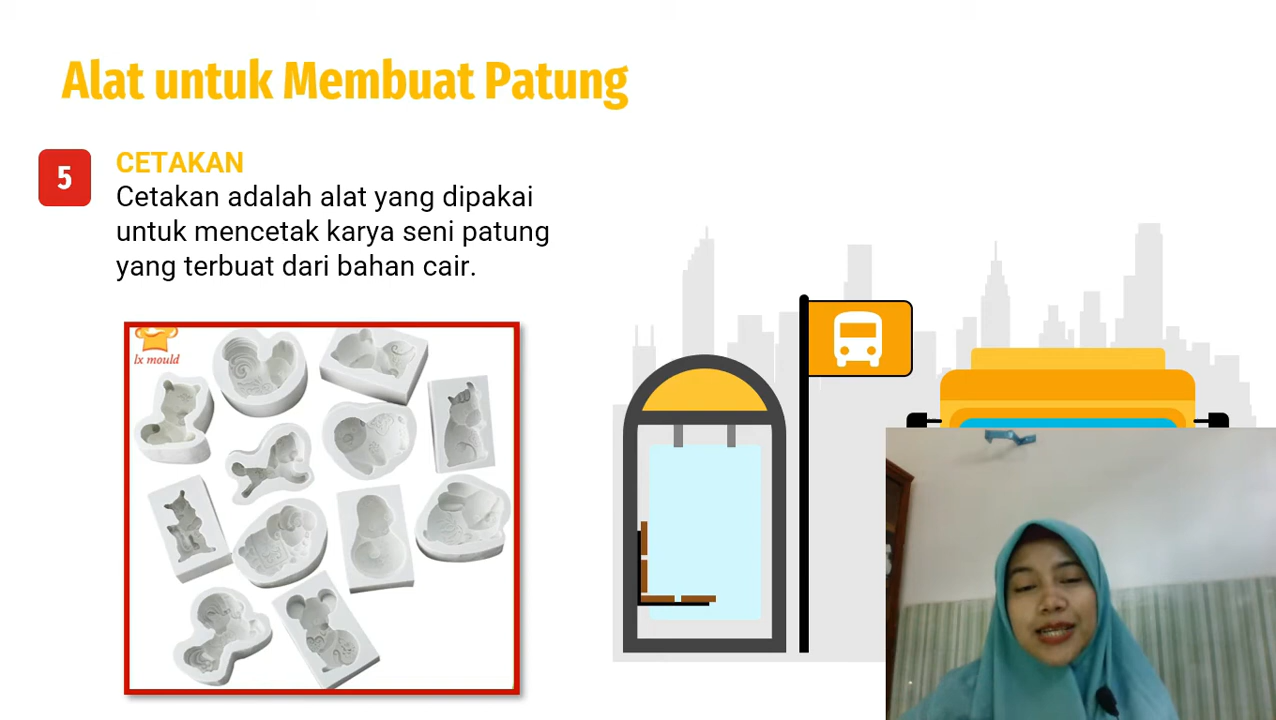 Alat untuk Membuat Patung
5
CETAKAN
Cetakan adalah alat yang dipakai
untuk mencetak karya seni patung
yang terbuat dari bahan cair.
lx mould